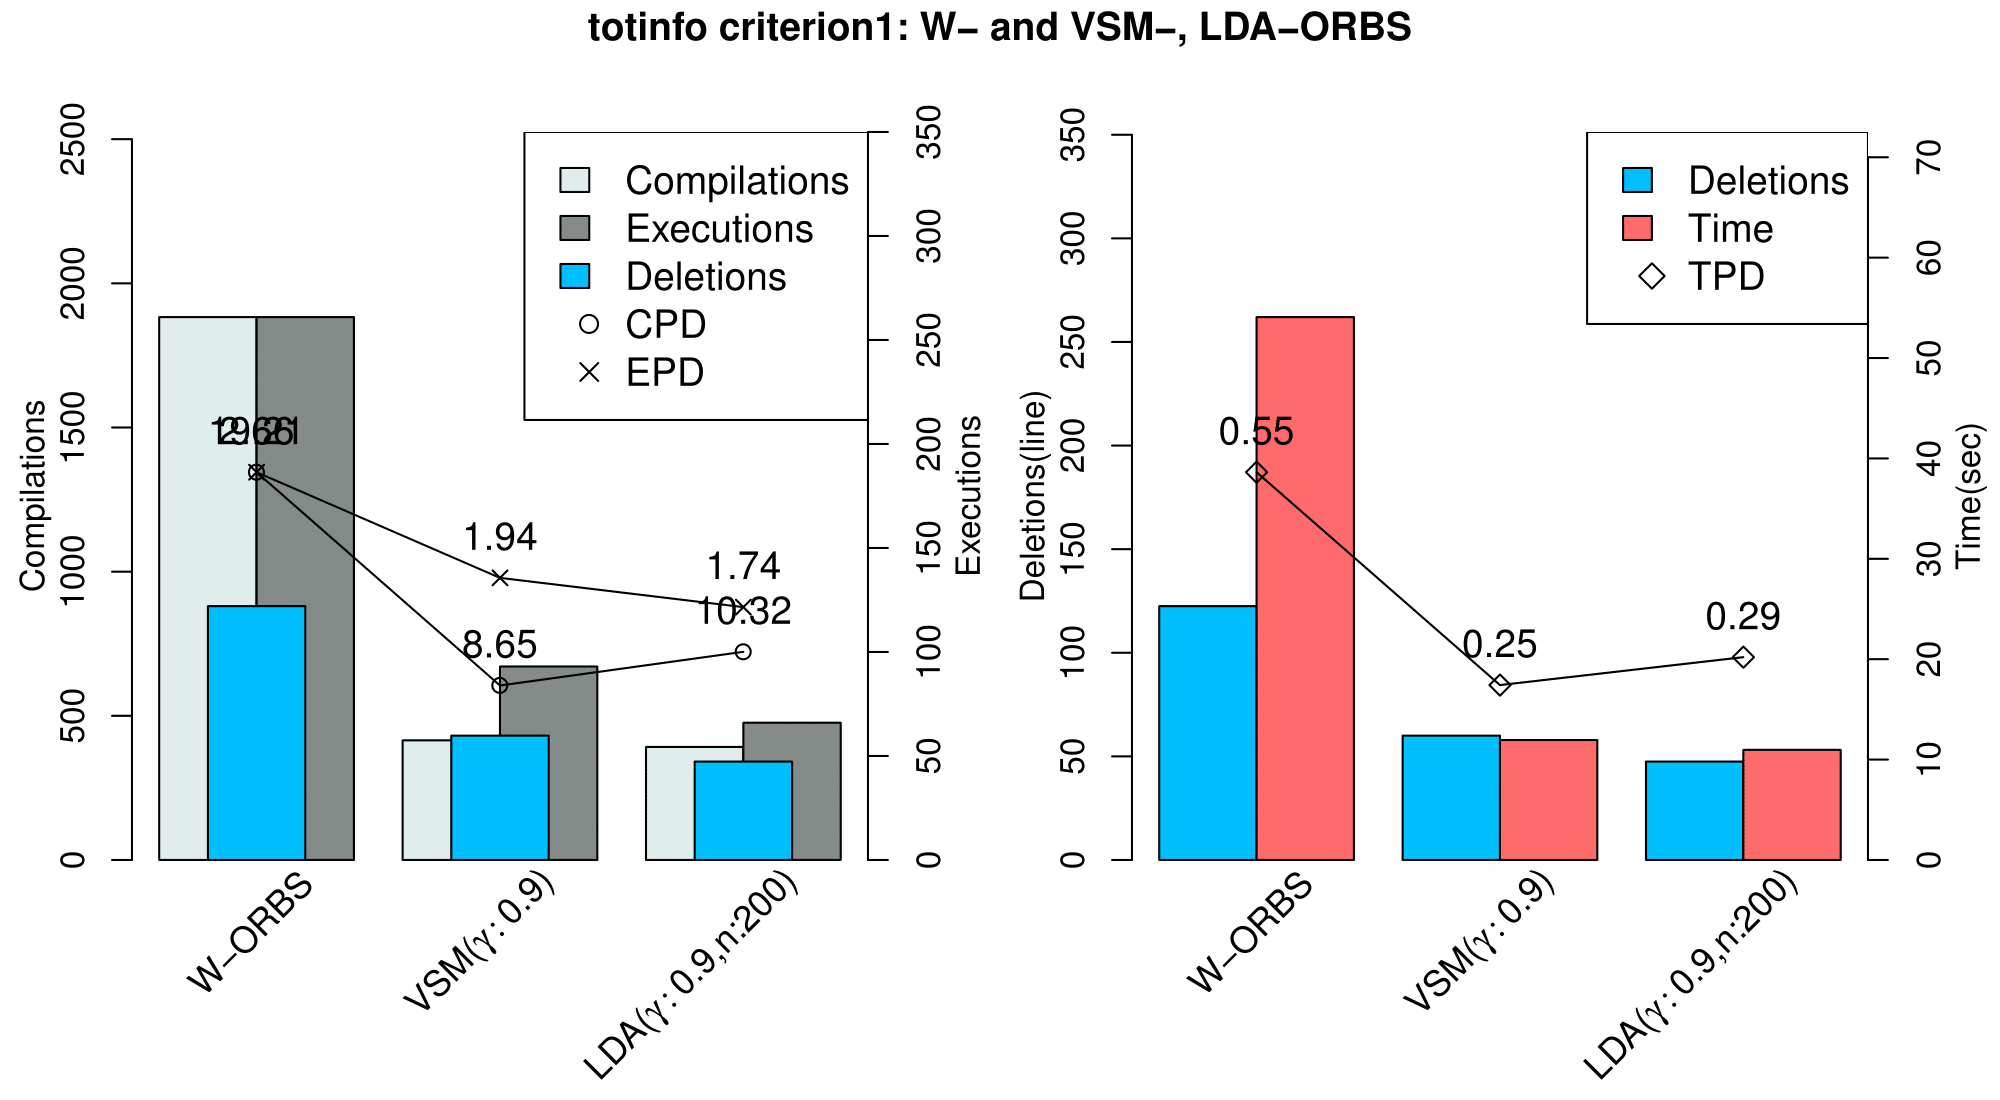 totinfo criterion1: W− and VSM−, LDA−ORBS
Compilations
0
500
1000
1500
2000
2500
Compilations
Executions
Deletions
CPD
EPD
1.94
1.74
10.32
8.65
Executions
0
50
100
150
200
250
300
350
W−ORBS
VSM(γ: 0.9)
LDA(γ: 0.9,n:200)
Deletions(line)
0
50
100
150
200
250
300
350
Deletions
Time
TPD
0.55
0.25
0.29
Time(sec)
0
10
20
30
40
50
60
70
W−ORBS
VSM(γ: 0.9)
LDA(γ: 0.9,n:200)